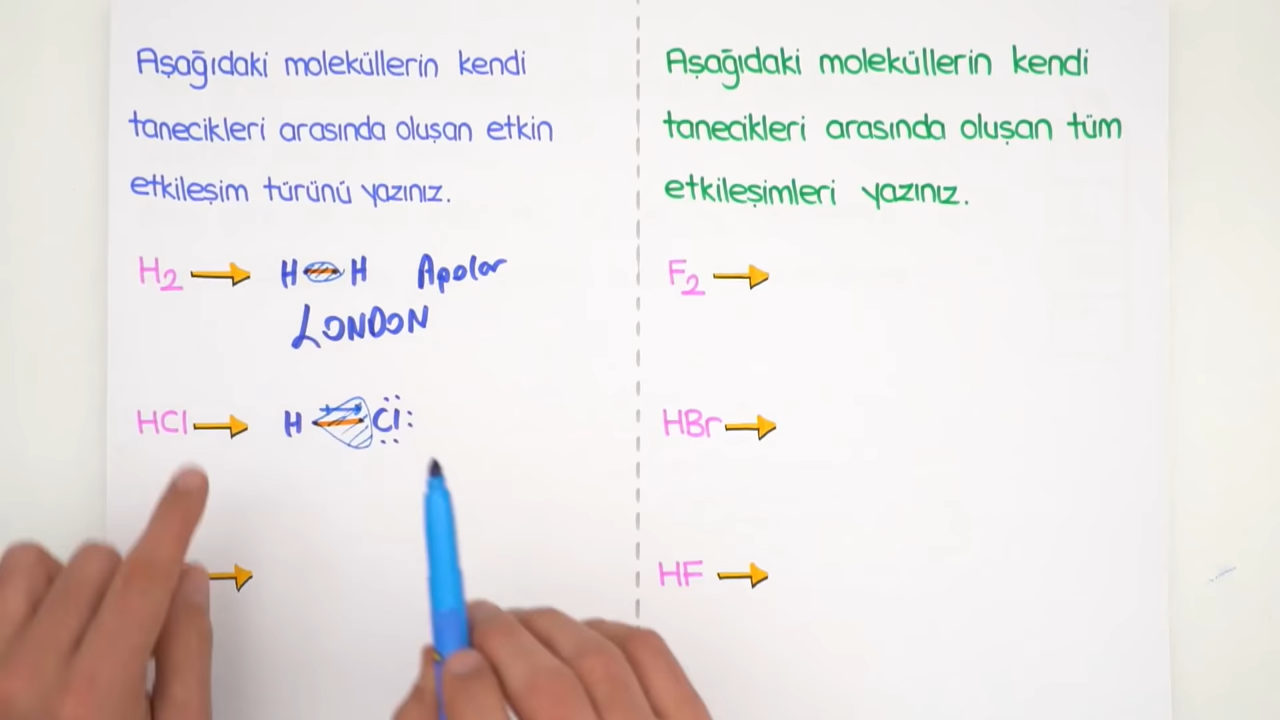 Aşağıdaki moleküllerin kendi
tanecikleri arasında oluşan etkin
etkileşim türünü yazınız.
H2 → H H Apolar
LONDON
HCl → H Cl:
→
Aşağıdaki moleküllerin kendi
tanecikleri arasında oluşan tüm
etkileşimleri yazınız.
F2 →
HBr →
HF →